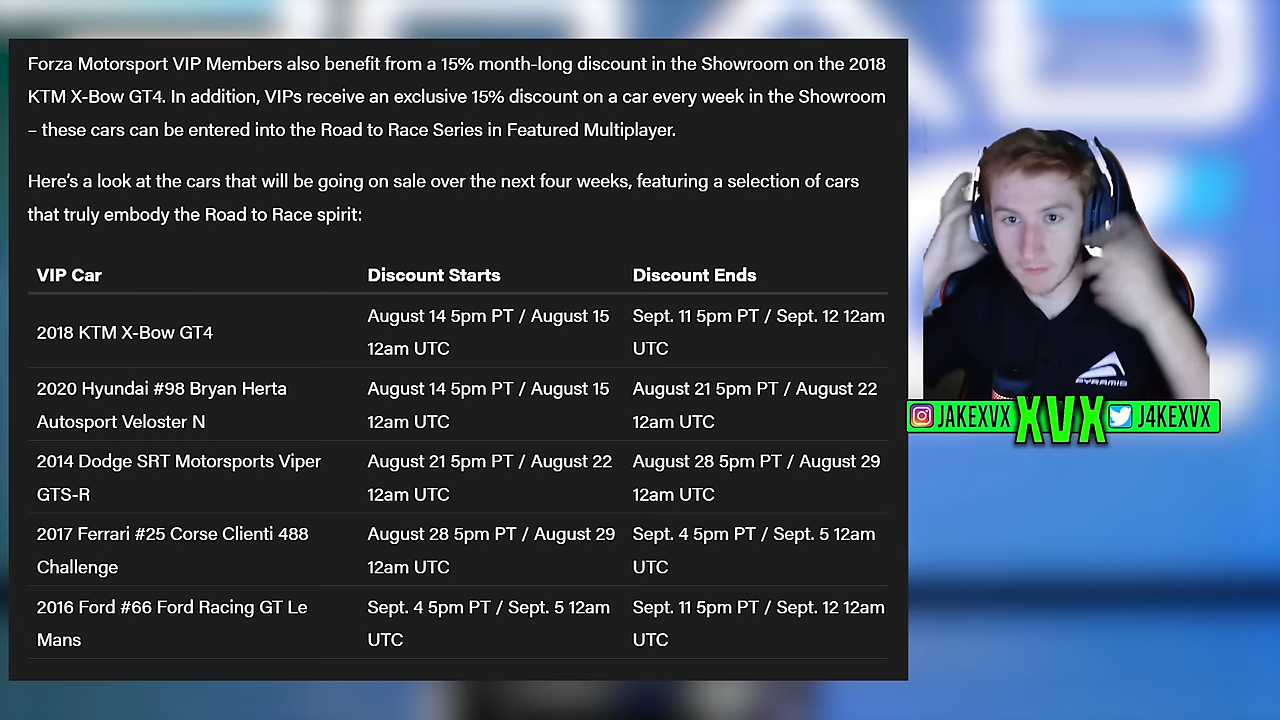 Forza Motorsport VIP Members also benefit from a 15% month-long discount in the Showroom on the 2018
KTM X-Bow GT4. In addition, VIPs receive an exclusive 15% discount on a car every week in the Showroom
– these cars can be entered into the Road to Race Series in Featured Multiplayer.
Here’s a look at the cars that will be going on sale over the next four weeks, featuring a selection of cars
that truly embody the Road to Race spirit:
VIP Car Discount Starts Discount Ends
2018 KTM X-Bow GT4
August 14 5pm PT / August 15
12am UTC
Sept. 11 5pm PT / Sept. 12 12am
UTC
2020 Hyundai #98 Bryan Herta
Autosport Veloster N
August 14 5pm PT / August 15
12am UTC
August 21 5pm PT / August 22
12am UTC
2014 Dodge SRT Motorsports Viper
GTS-R
August 21 5pm PT / August 22
12am UTC
August 28 5pm PT / August 29
12am UTC
2017 Ferrari #25 Corse Clienti 488
Challenge
August 28 5pm PT / August 29
12am UTC
Sept. 4 5pm PT / Sept. 5 12am
UTC
2016 Ford #66 Ford Racing GT Le
Mans
Sept. 4 5pm PT / Sept. 5 12am
UTC
Sept. 11 5pm PT / Sept. 12 12am
UTC
PYRAMIS
JAKEXVX XVX J4KEXVX